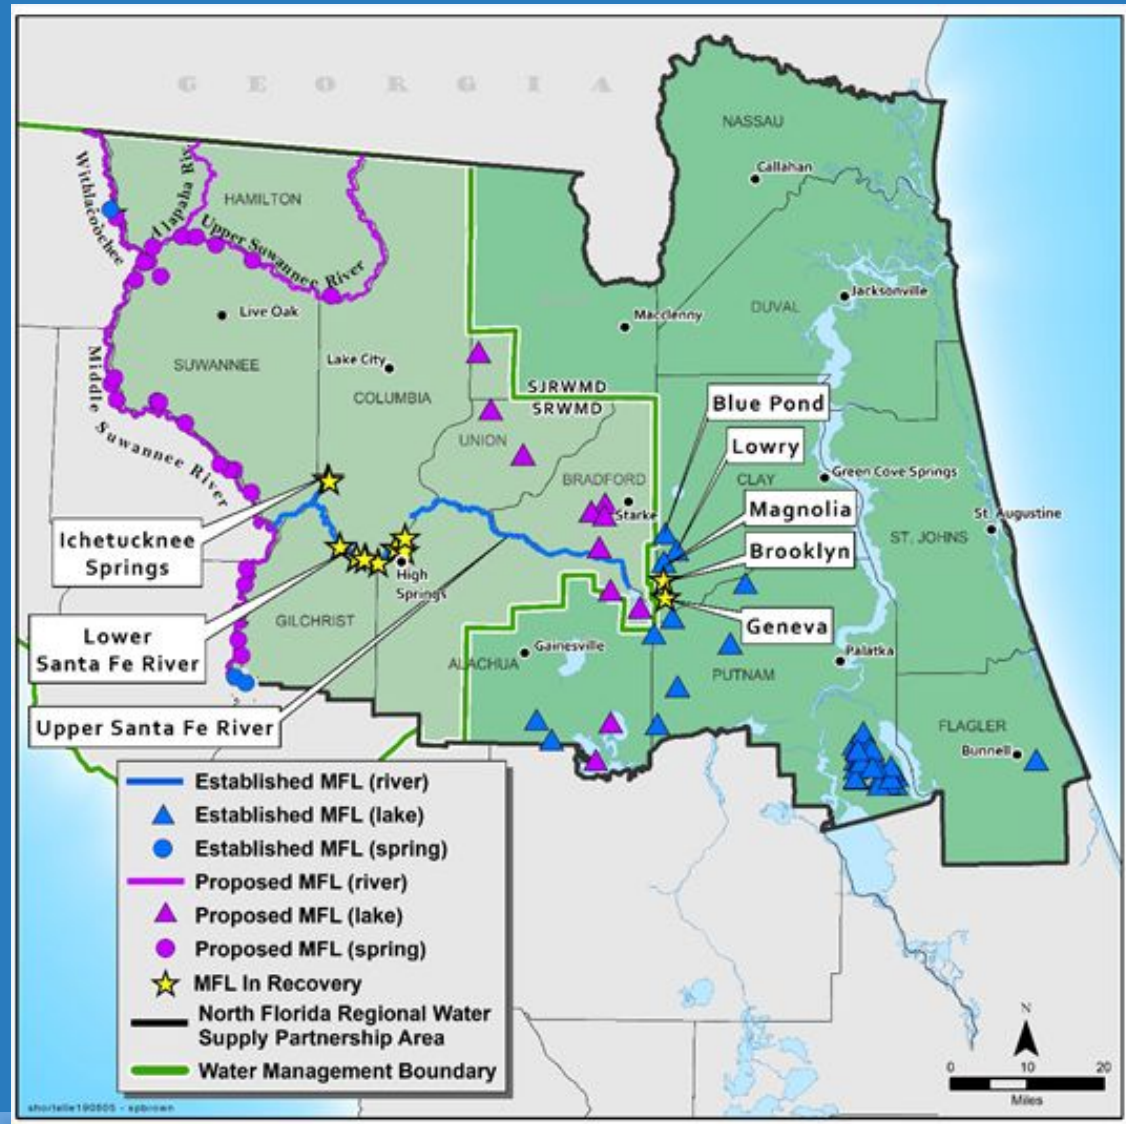 G E O R G I A
NASSAU
Callahan
Withlacoochee
Alapaha Riv
HAMILTON
Upper Suwannee River
Jacksonville
DUVAL
Live Oak
Macclenny
Lake City
SUWANNEE
SJRWMD
SRWMD
COLUMBIA
Blue Pond
Middle Suwannee River
UNION
Lowry
BRADFORD
CLAY
Green Cove Springs
Starke
Magnolia
St. Augustine
Ichetucknee
Springs
ST. JOHNS
Brooklyn
High
Springs
GILCHRIST
Geneva
Lower
Santa Fe River
Gainesville
ALACHUA
Palatka
PUTNAM
Upper Santa Fe River
FLAGLER
Bunnell
Established MFL (river)
Established MFL (lake)
Established MFL (spring)
Proposed MFL (river)
Proposed MFL (lake)
Proposed MFL (spring)
MFL In Recovery
North Florida Regional Water
Supply Partnership Area
Water Management Boundary
N
0 10 20
Miles
shortelle190805 - epbrown